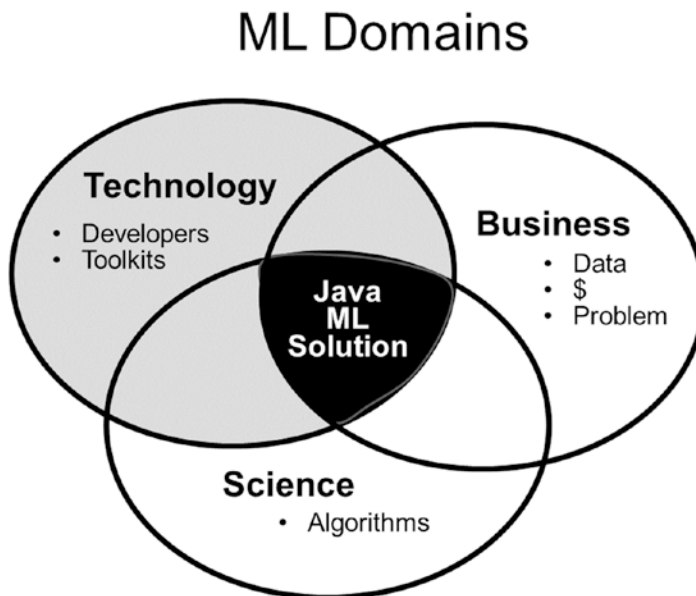 ML Domains
Technology
• Developers
• Toolkits
Business
• Data
• $
• Problem
Java
ML
Solution
Science
• Algorithms